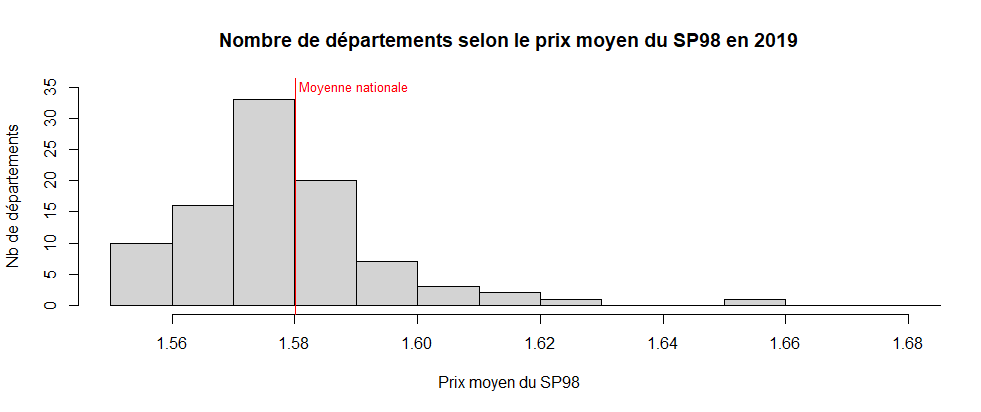 Nombre de départements selon le prix moyen du SP98 en 2019
Moyenne nationale
Nb de départements
35
30
25
20
15
10
5
0
1.56 1.58 1.60 1.62 1.64 1.66 1.68
Prix moyen du SP98